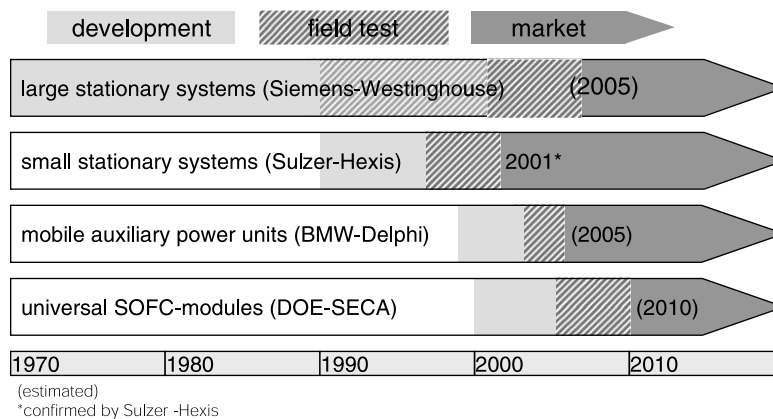 development field test market
large stationary systems (Siemens-Westinghouse) (2005)
small stationary systems (Sulzer-Hexis) 2001*
mobile auxiliary power units (BMW-Delphi) (2005)
universal SOFC-modules (DOE-SECA) (2010)
1970 1980 1990 2000 2010
(estimated)
*confirmed by Sulzer -Hexis